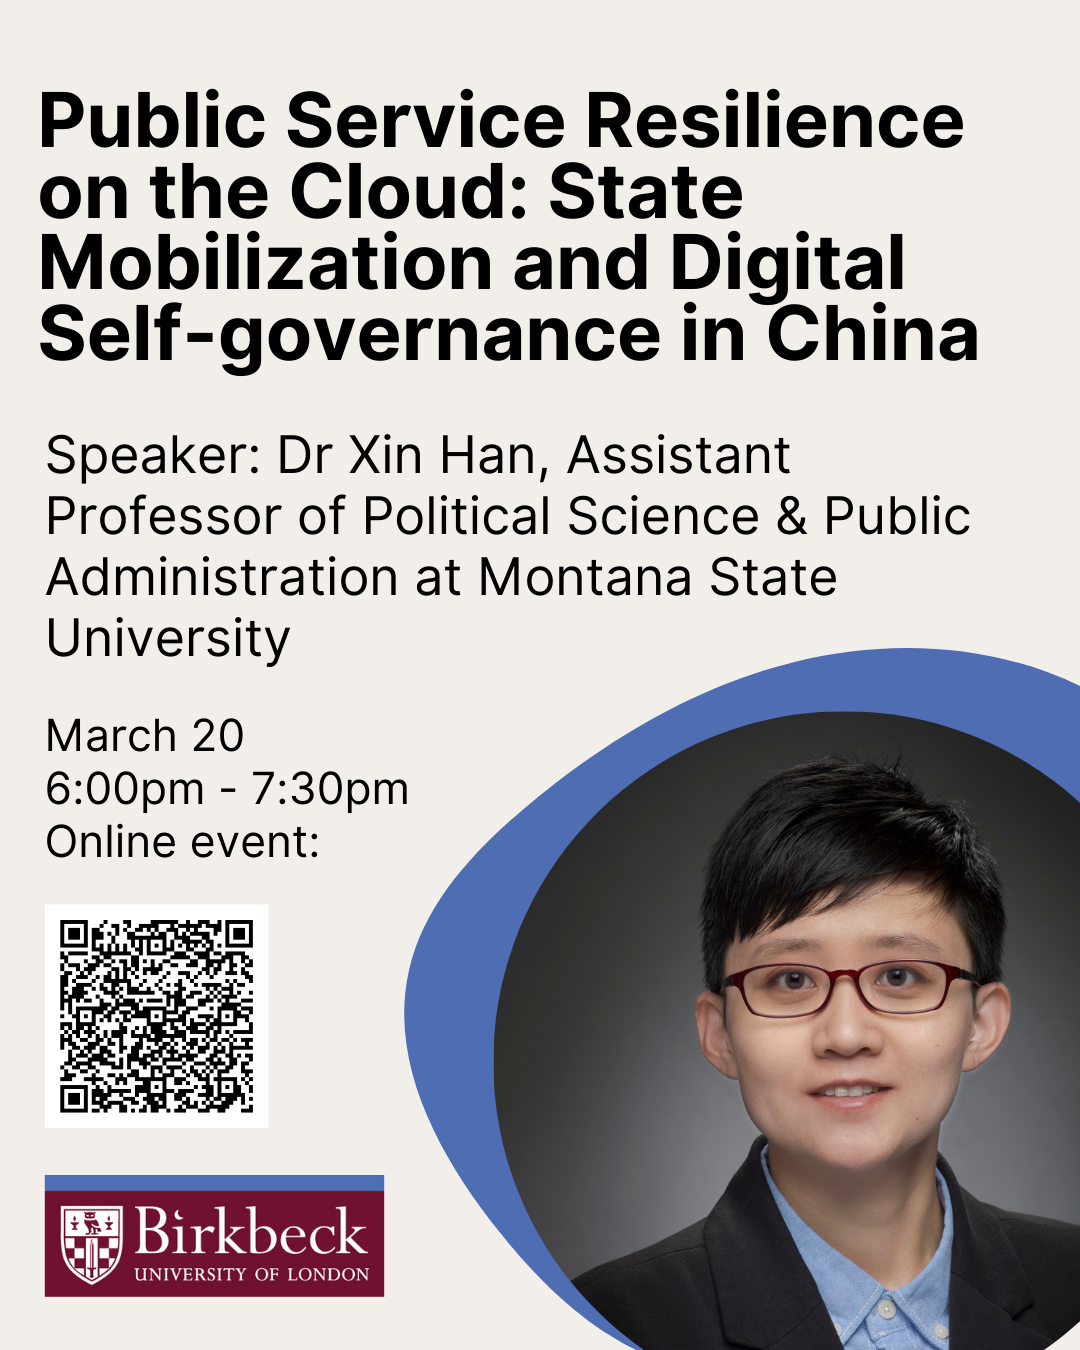 Public Service Resilience
on the Cloud: State
Mobilization and Digital
Self-governance in China
Speaker: Dr Xin Han, Assistant
Professor of Political Science & Public
Administration at Montana State
University
March 20
6:00pm - 7:30pm
Online event:
Birkbeck
UNIVERSITY OF LONDON